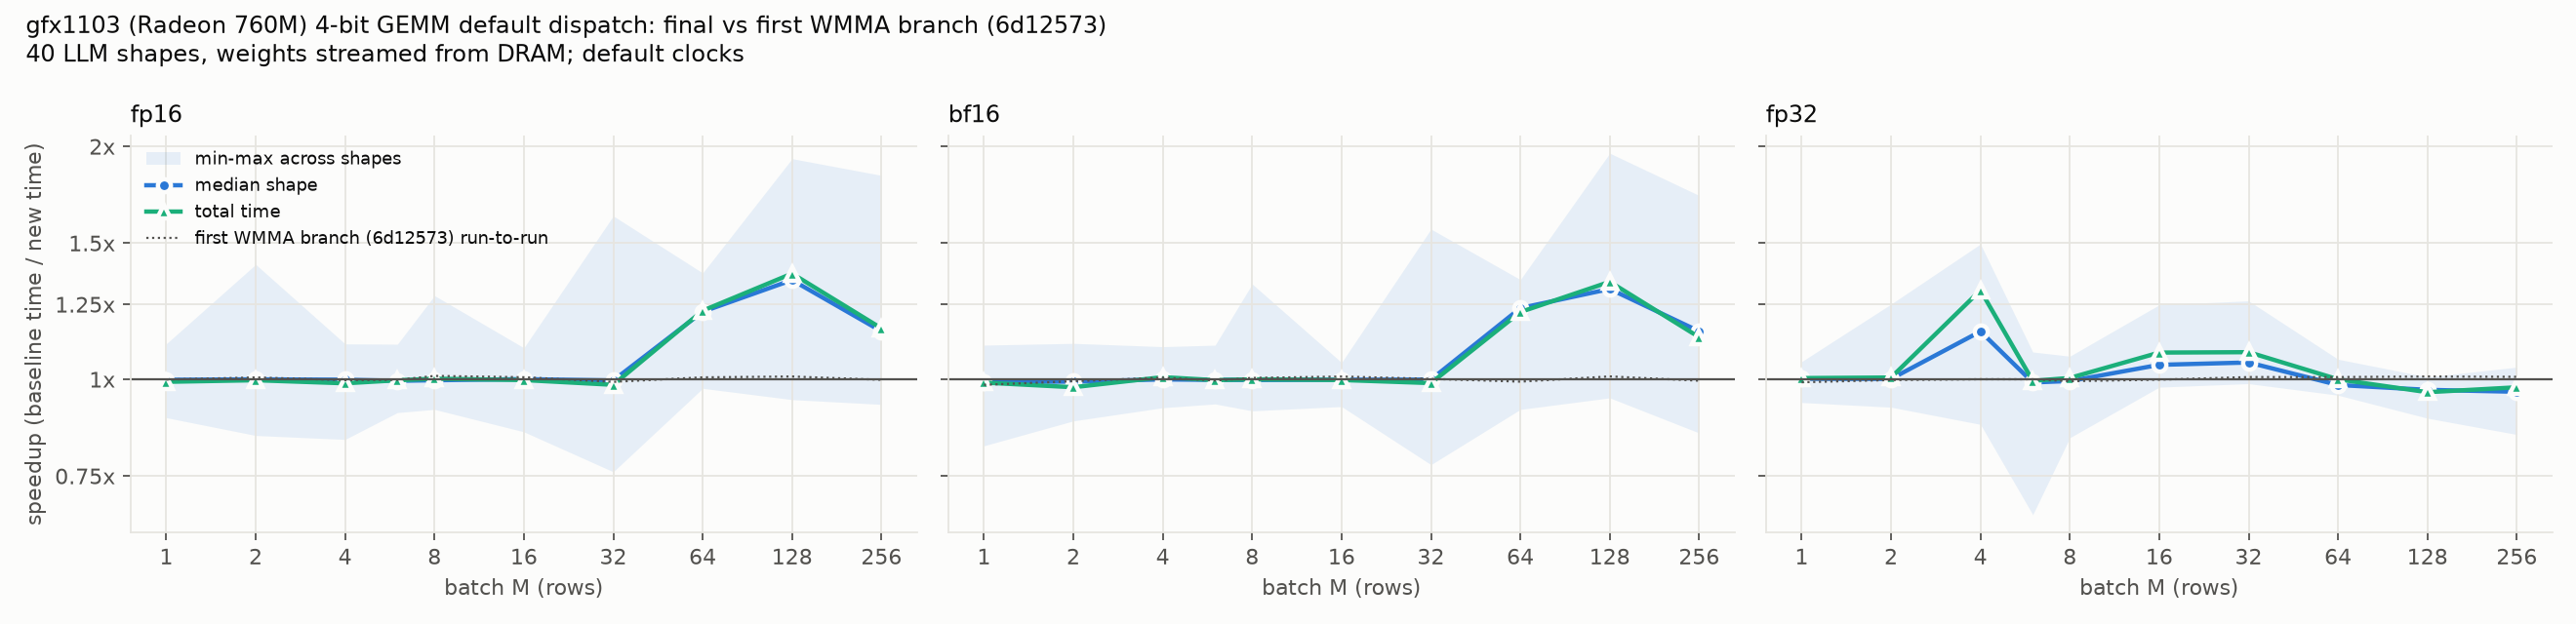 gfx1103 (Radeon 760M) 4-bit GEMM default dispatch: final vs first WMMA branch (6d12573)
40 LLM shapes, weights streamed from DRAM; default clocks
fp16
bf16
fp32
speedup (baseline time / new time)
2x
1.5x
1.25x
1x
0.75x
min-max across shapes
median shape
total time
first WMMA branch (6d12573) run-to-run
1 2 4 8 16 32 64 128 256
1 2 4 8 16 32 64 128 256
1 2 4 8 16 32 64 128 256
batch M (rows)
batch M (rows)
batch M (rows)